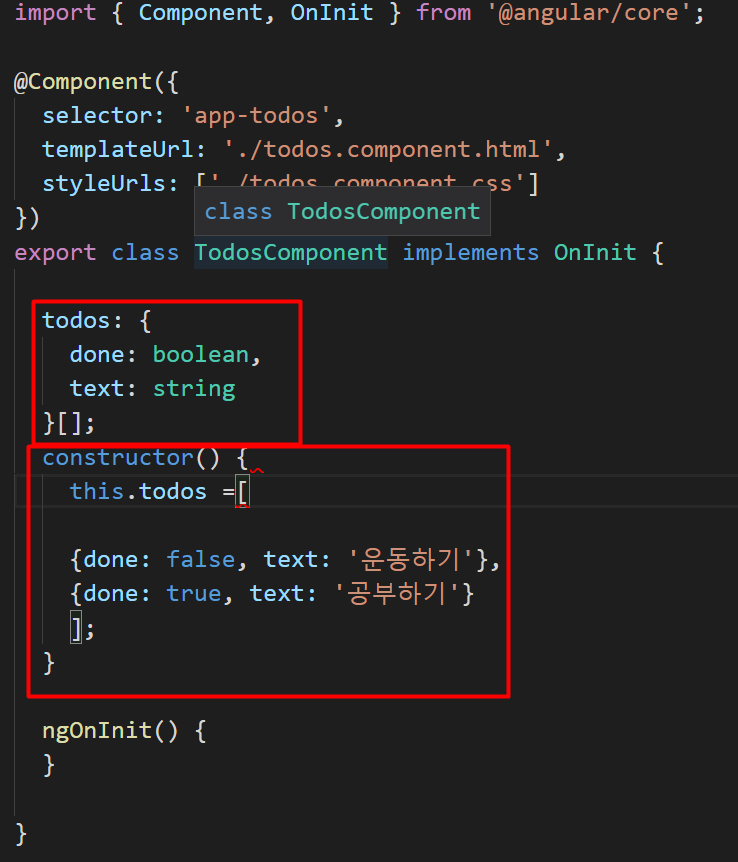 import { Component, OnInit } from '@angular/core';
@Component({
selector: 'app-todos',
templateUrl: './todos.component.html',
styleUrls: ['./todos.component.css']
})
class TodosComponent
export class TodosComponent implements OnInit {
todos: {
done: boolean,
text: string
}[];
constructor() {
this.todos =[
{done: false, text: '운동하기'},
{done: true, text: '공부하기'}
];
}
ngOnInit() {
}
}